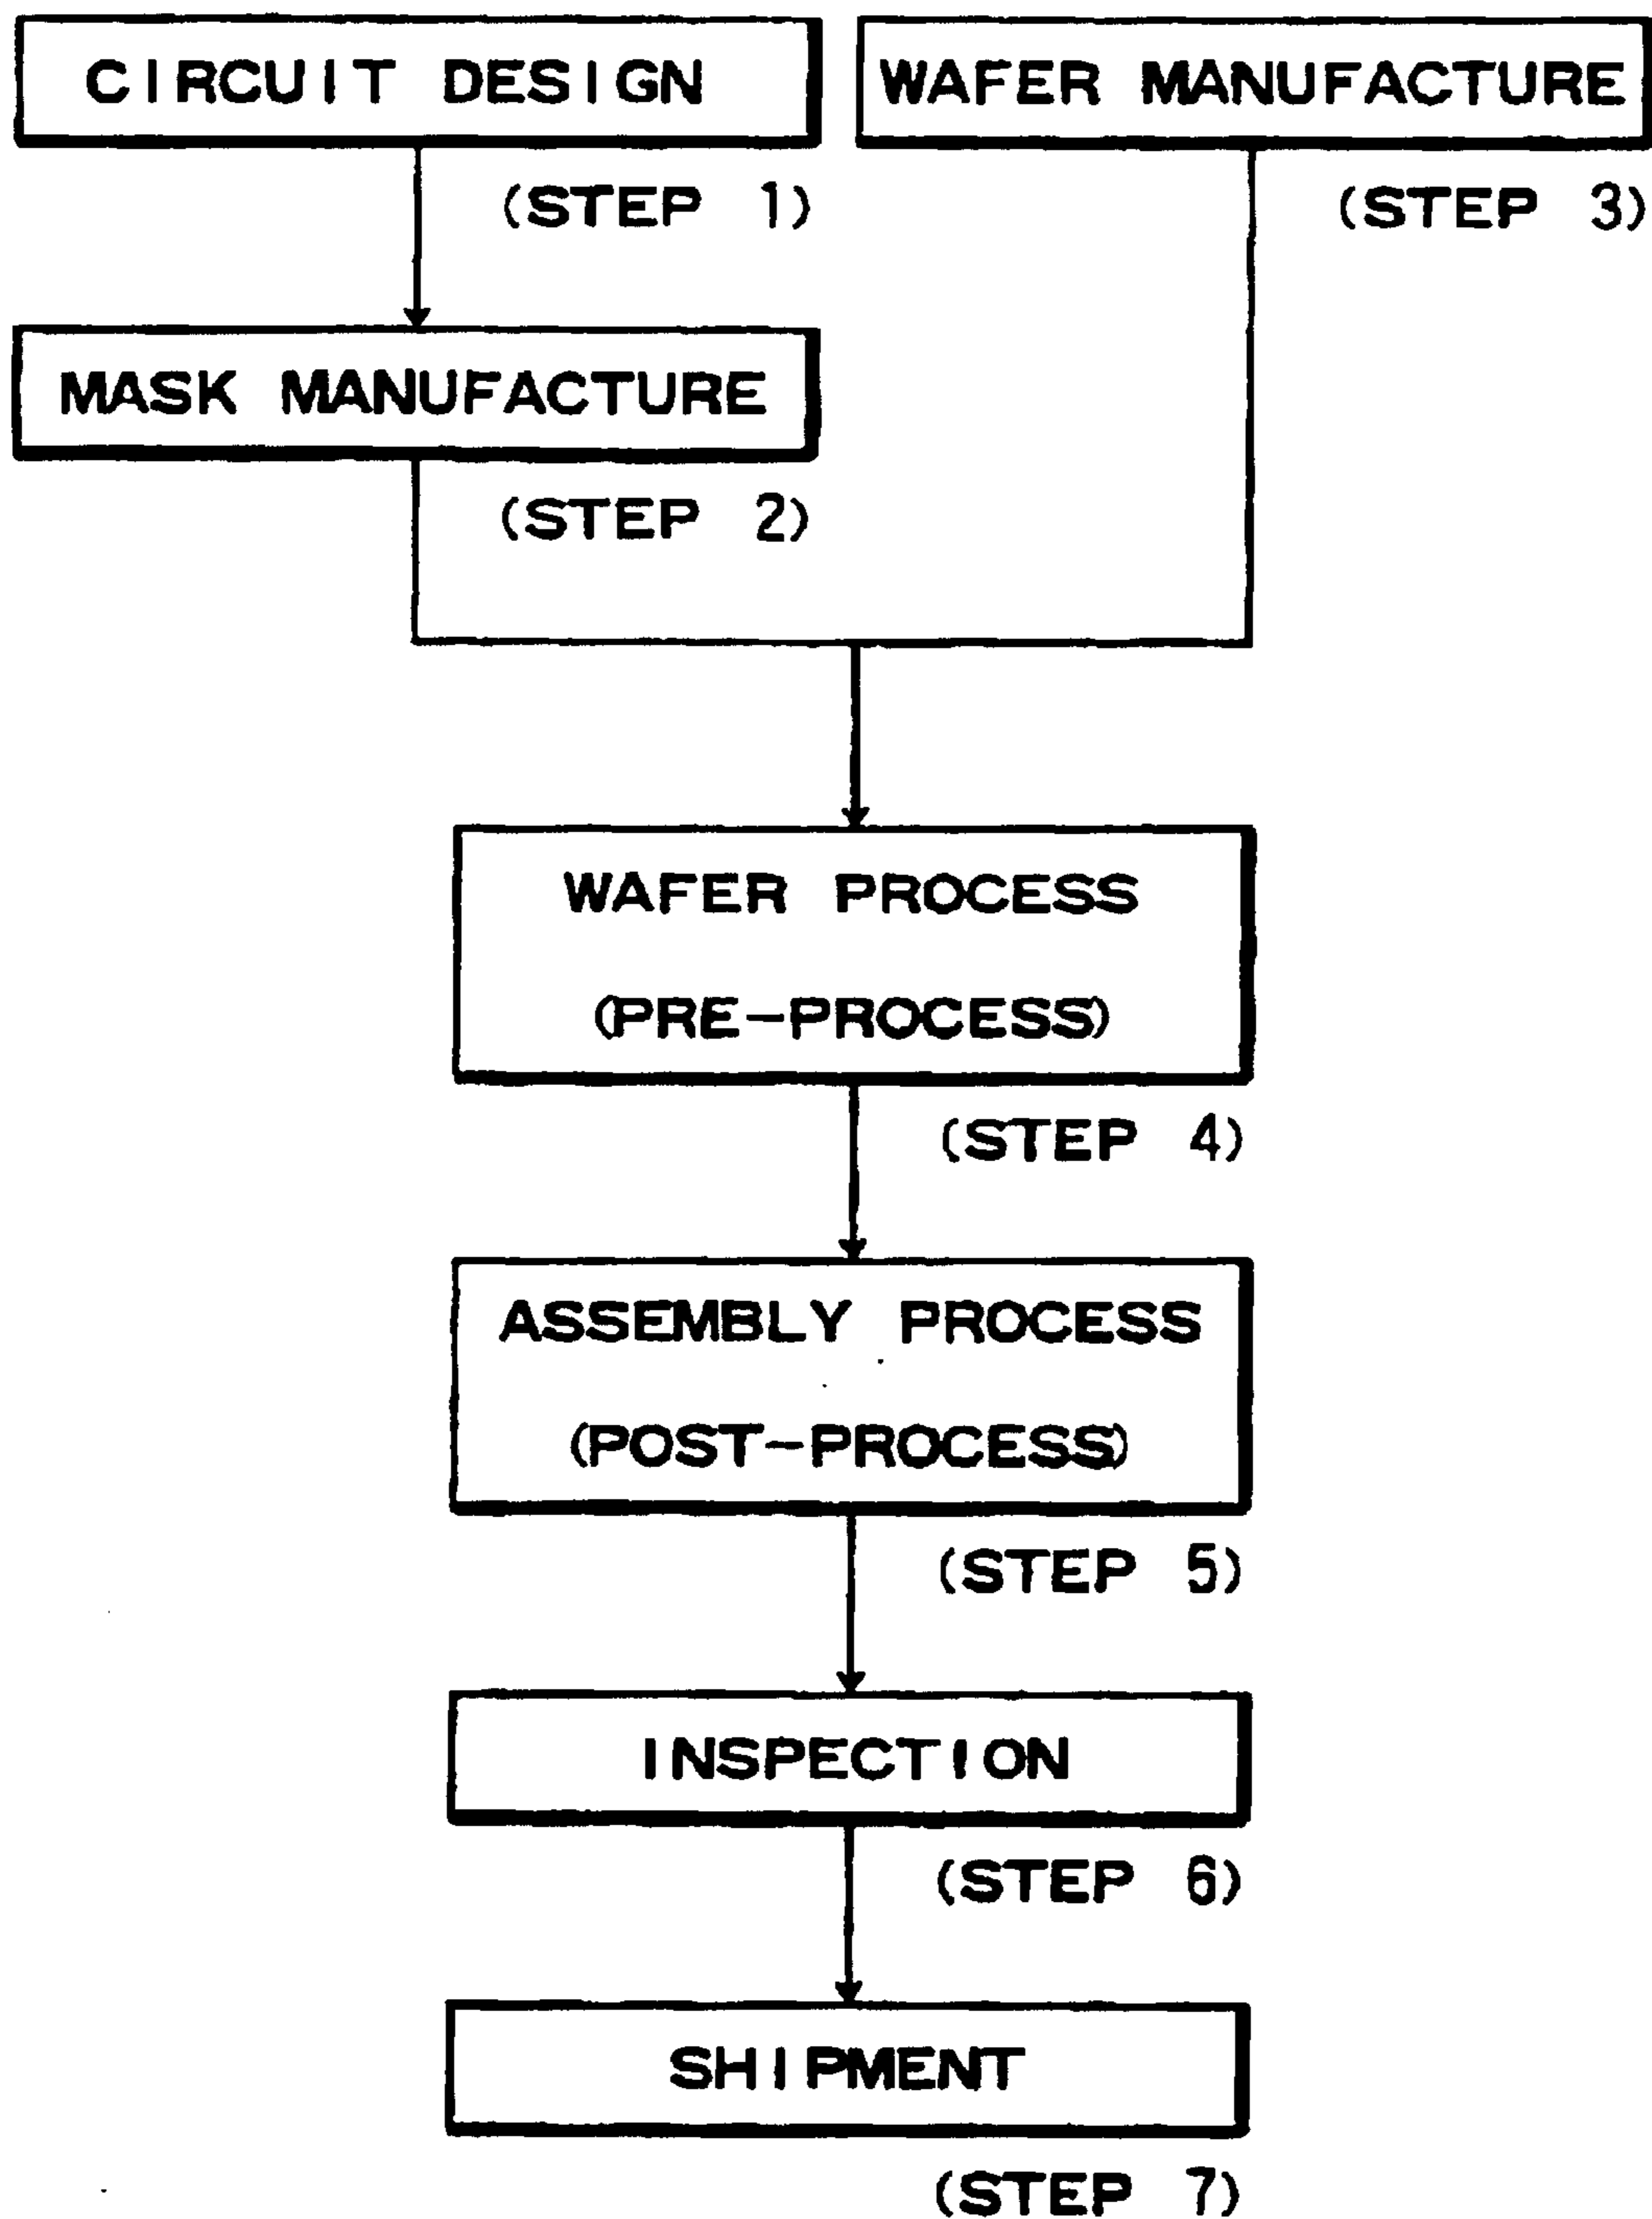 CIRCUIT DESIGN
(STEP 1)
MASK MANUFACTURE
(STEP 2)
WAFER MANUFACTURE
(STEP 3)
WAFER PROCESS
(PRE-PROCESS)
(STEP 4)
ASSEMBLY PROCESS
(POST-PROCESS)
(STEP 5)
INSPECTION
(STEP 6)
SHIPMENT
(STEP 7)